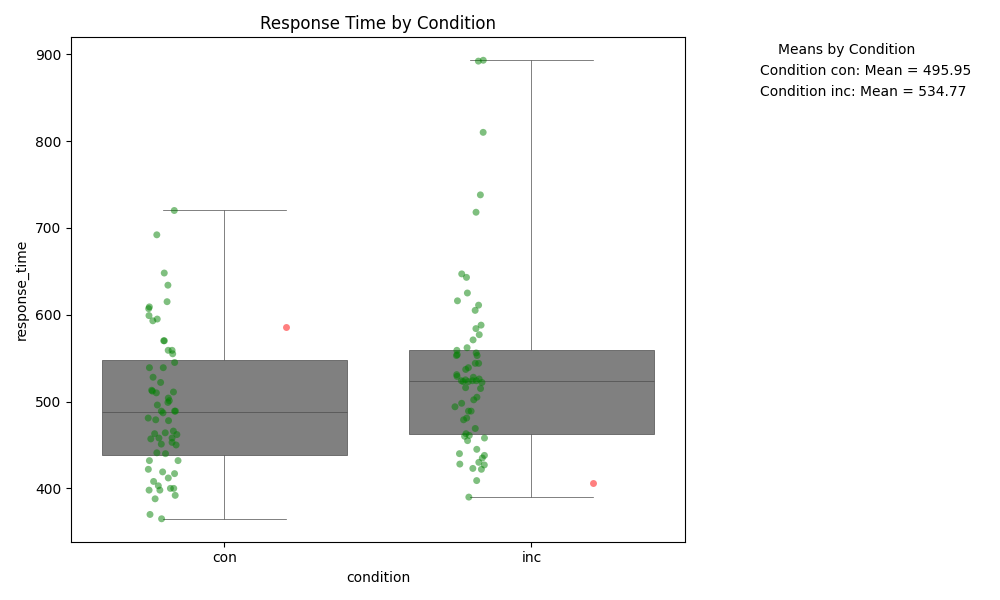 Response Time by Condition
Means by Condition
Condition con: Mean = 495.95
Condition inc: Mean = 534.77
response_time
900
800
700
600
500
400
con
inc
condition